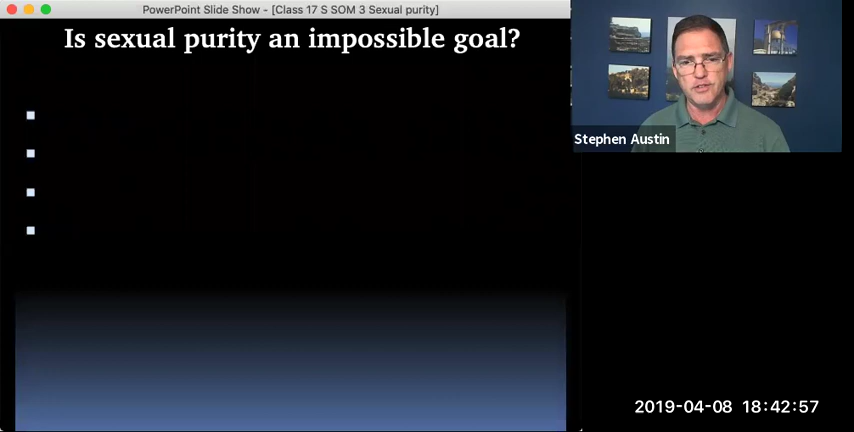 PowerPoint Slide Show - [Class 17 S SOM 3 Sexual purity]
Is sexual purity an impossible goal?
Stephen Austin
2019-04-08 18:42:57